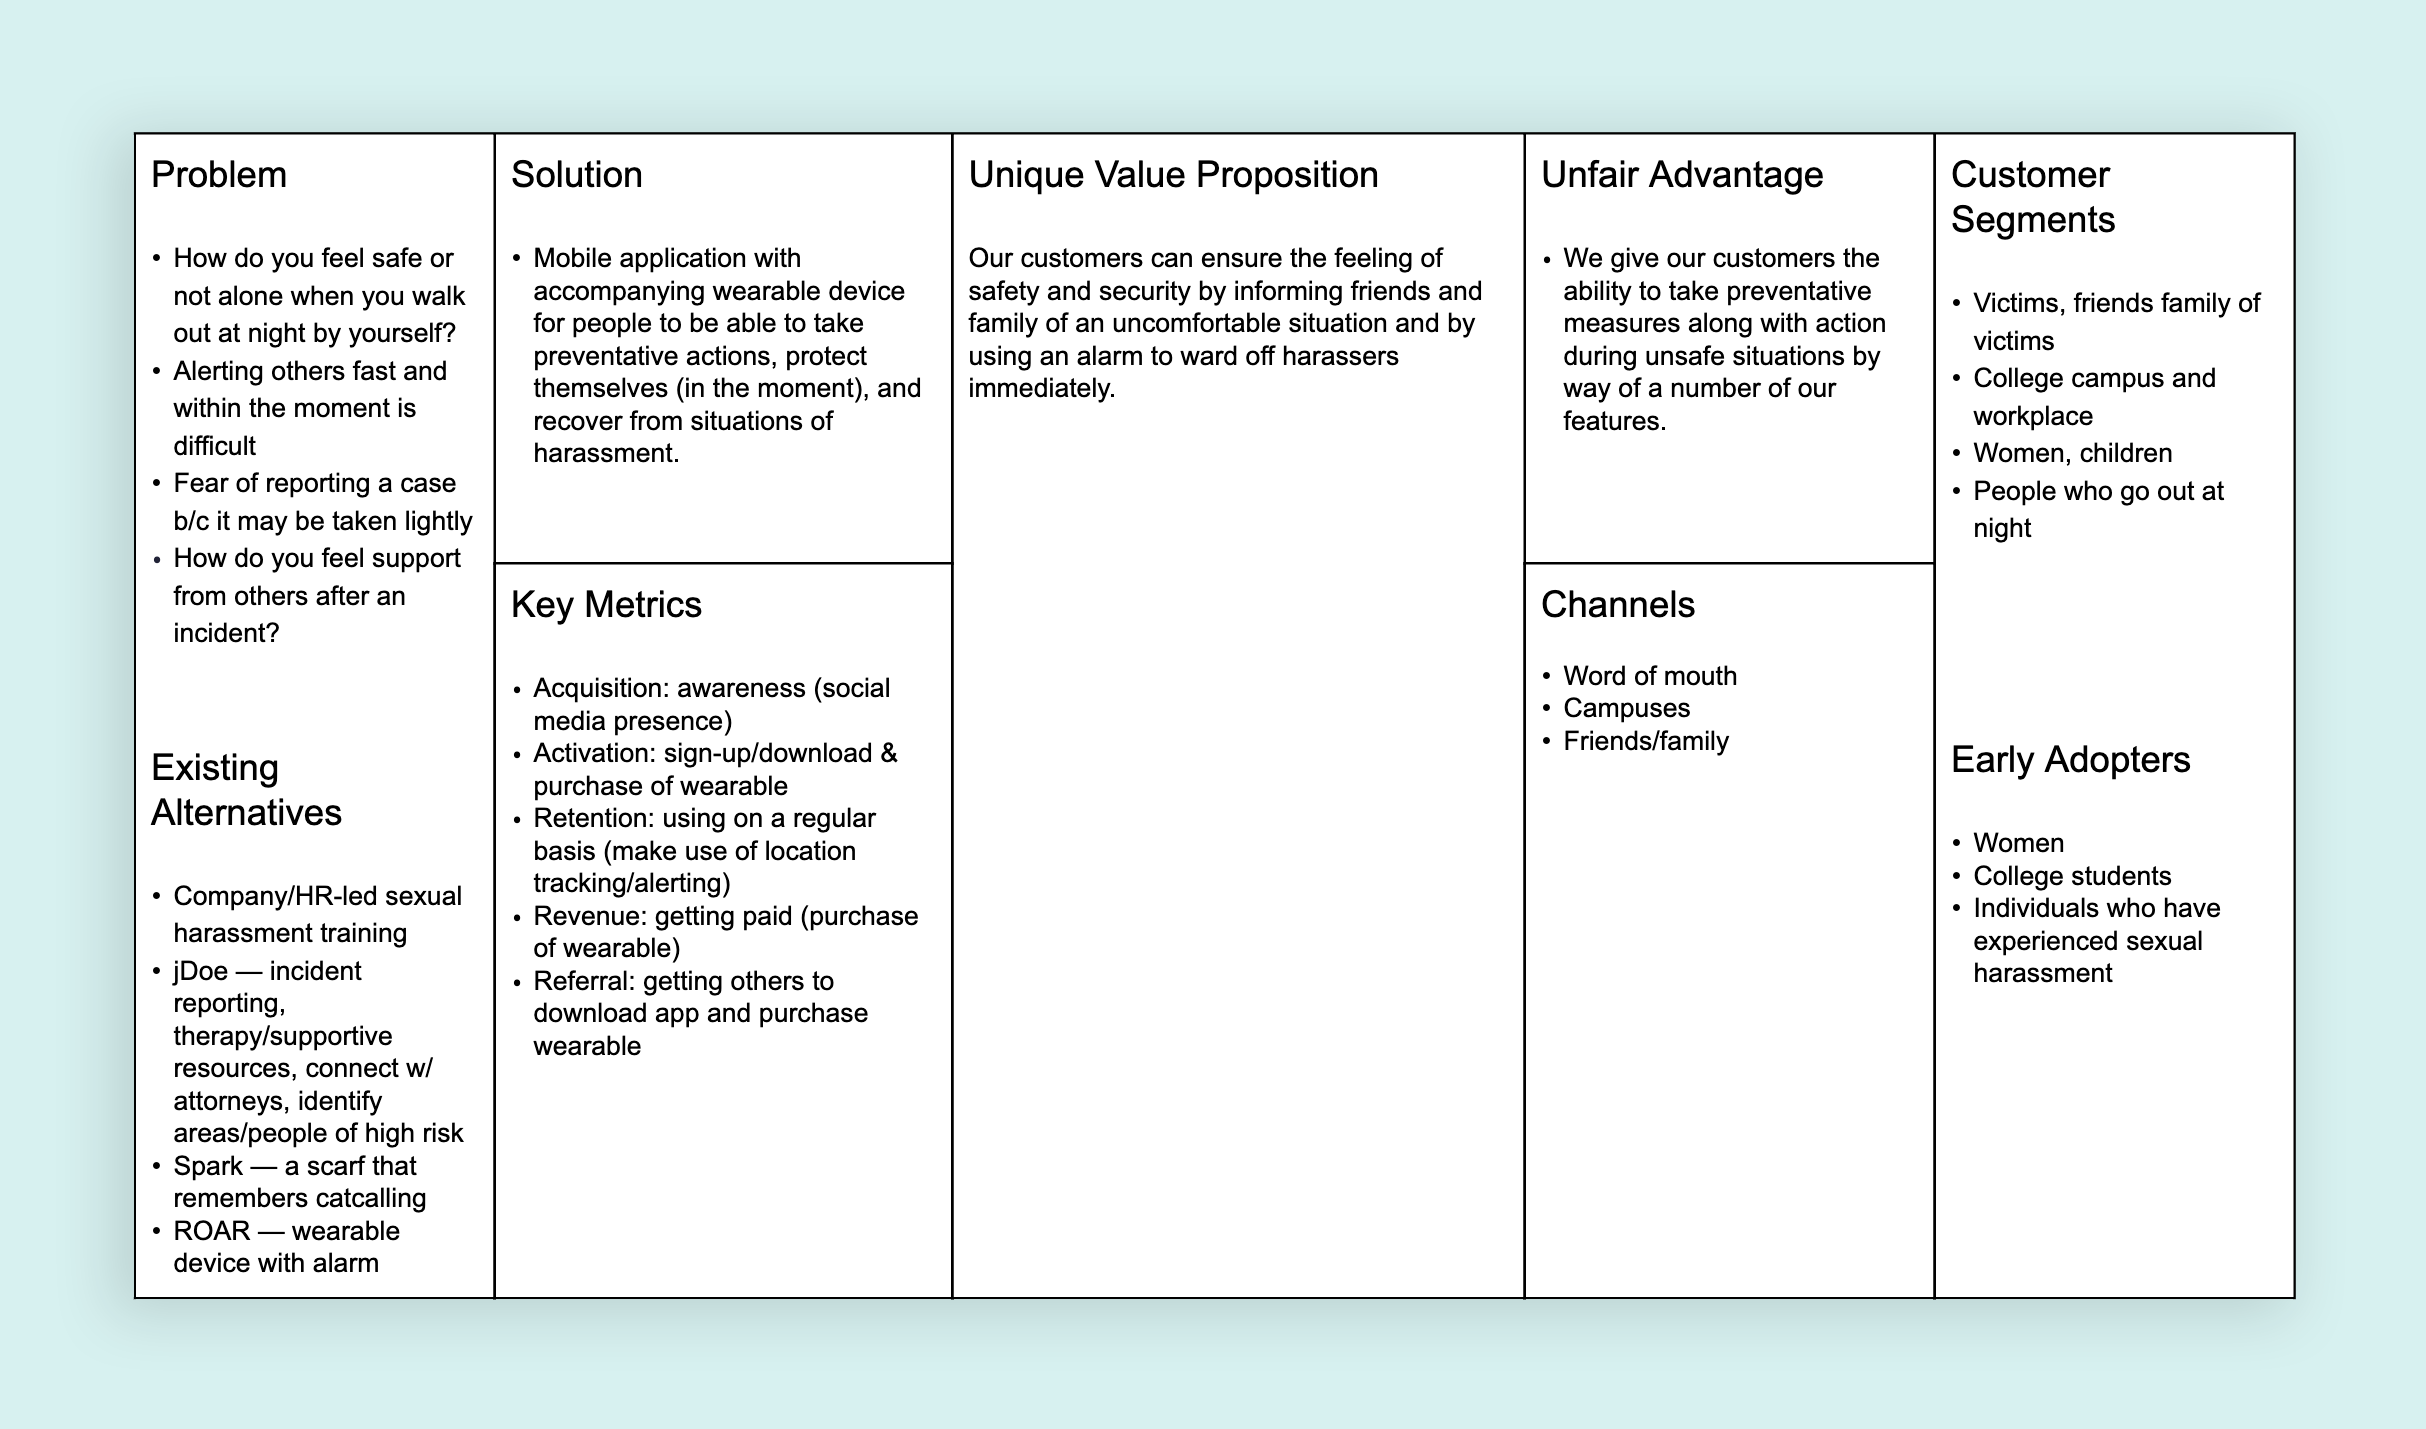 Problem
• How do you feel safe or
not alone when you walk
out at night by yourself?
• Alerting others fast and
within the moment is
difficult
• Fear of reporting a case
b/c it may be taken lightly
• How do you feel support
from others after an
incident?
Existing
Alternatives
• Company/HR-led sexual
harassment training
• jDoe — incident
reporting,
therapy/supportive
resources, connect w/
attorneys, identify
areas/people of high risk
• Spark — a scarf that
remembers catcalling
• ROAR — wearable
device with alarm
Solution
• Mobile application with
accompanying wearable device
for people to be able to take
preventative actions, protect
themselves (in the moment), and
recover from situations of
harassment.
Key Metrics
• Acquisition: awareness (social
media presence)
• Activation: sign-up/download &
purchase of wearable
• Retention: using on a regular
basis (make use of location
tracking/alerting)
• Revenue: getting paid (purchase
of wearable)
• Referral: getting others to
download app and purchase
wearable
Unique Value Proposition
Our customers can ensure the feeling of
safety and security by informing friends and
family of an uncomfortable situation and by
using an alarm to ward off harassers
immediately.
Unfair Advantage
• We give our customers the
ability to take preventative
measures along with action
during unsafe situations by
way of a number of our
features.
Channels
• Word of mouth
• Campuses
• Friends/family
Customer
Segments
• Victims, friends family of
victims
• College campus and
workplace
• Women, children
• People who go out at
night
Early Adopters
• Women
• College students
• Individuals who have
experienced sexual
harassment